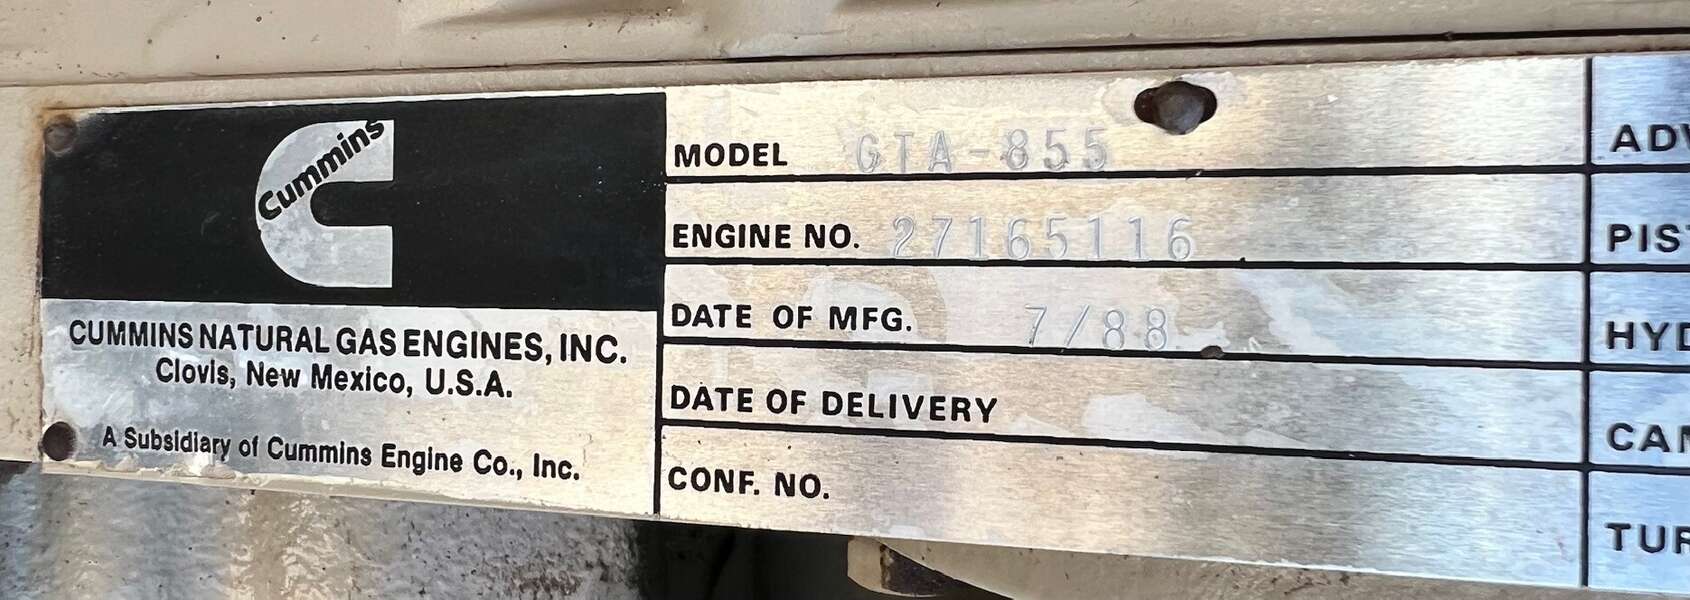 Cummins
CUMMINS NATURAL GAS ENGINES, INC.
Clovis, New Mexico, U.S.A.
A Subsidiary of Cummins Engine Co., Inc.
MODEL GTA-855
ENGINE NO. 27165116
DATE OF MFG. 7/88
DATE OF DELIVERY
CONF. NO.